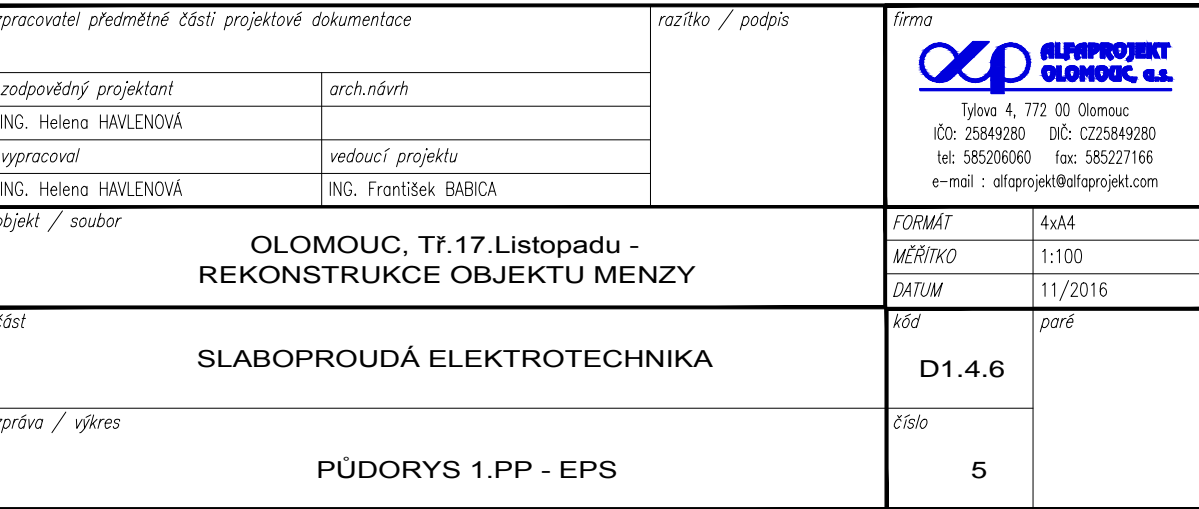 zpracovatel předmětné části projektové dokumentace
razítko / podpis
firma
ALFAPROJEKT
OLOMOUC, a.s.
Tylova 4, 772 00 Olomouc
IČO: 25849280 DIČ: CZ25849280
tel: 585206060 fax: 585227166
e-mail : alfaprojekt@alfaprojekt.com
zodpovědný projektant
arch.návrh
ING. Helena HAVLENOVÁ
vypracoval
vedoucí projektu
ING. Helena HAVLENOVÁ
ING. František BABICA
objekt / soubor
OLOMOUC, Tř.17.Listopadu -
REKONSTRUKCE OBJEKTU MENZY
FORMÁT
4xA4
MĚŘÍTKO
1:100
DATUM
11/2016
část
SLABOPROUDÁ ELEKTROTECHNIKA
kód
D1.4.6
paré
zpráva / výkres
PŮDORYS 1.PP - EPS
číslo
5